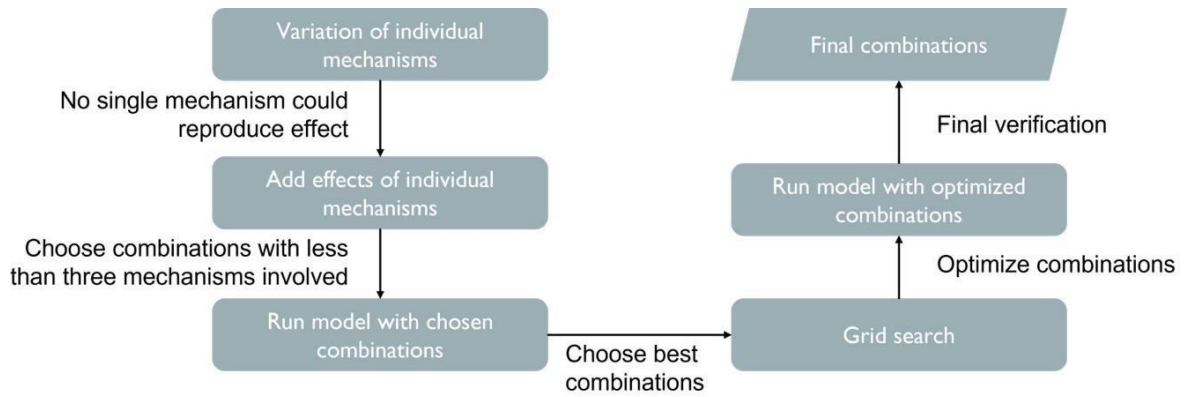 Variation of individual
mechanisms
No single mechanism could
reproduce effect
Add effects of individual
mechanisms
Choose combinations with less
than three mechanisms involved
Run model with chosen
combinations
Choose best
combinations
Grid search
Optimize combinations
Run model with optimized
combinations
Final verification
Final combinations